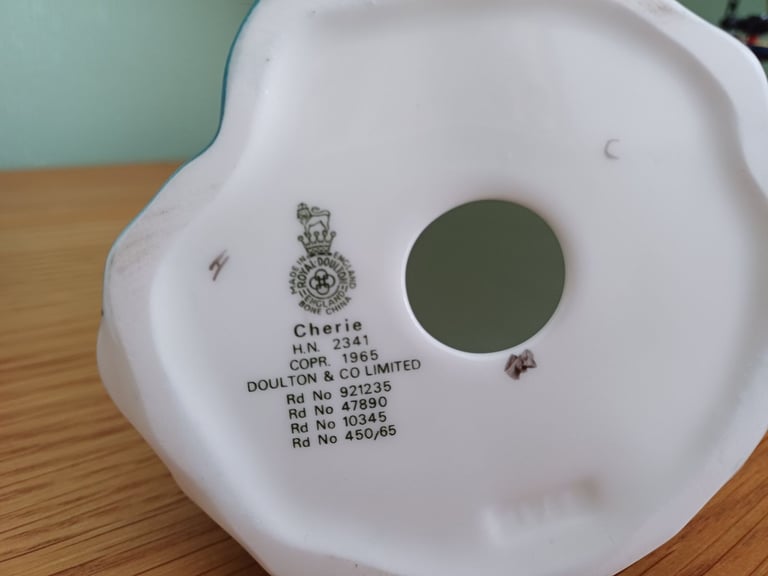 MADE IN ENGLAND
ROYAL DOULTON
ENGLAND
BONE CHINA
Cherie
H.N. 2341
COPR. 1965
DOULTON & CO LIMITED
Rd No 921235
Rd No 47890
Rd No 10345
Rd No 450/65
C